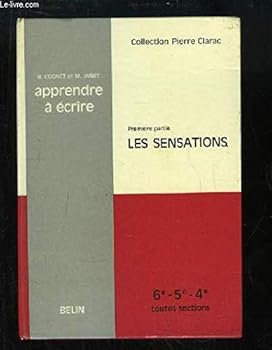 Le-livre.com
Collection Pierre Clarac
COGNET et M. JANET
apprendre
à écrire
Première partie
LES SENSATIONS
6e - 5e - 4e
toutes sections
BELIN